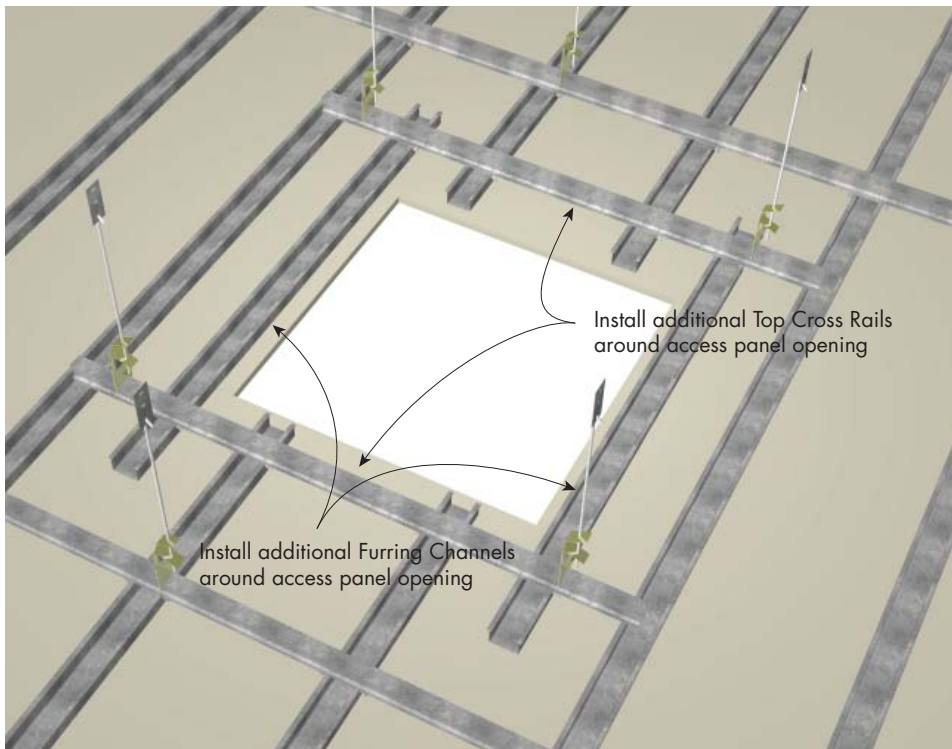 Install additional Top Cross Rails
around access panel opening
Install additional Furring Channels
around access panel opening